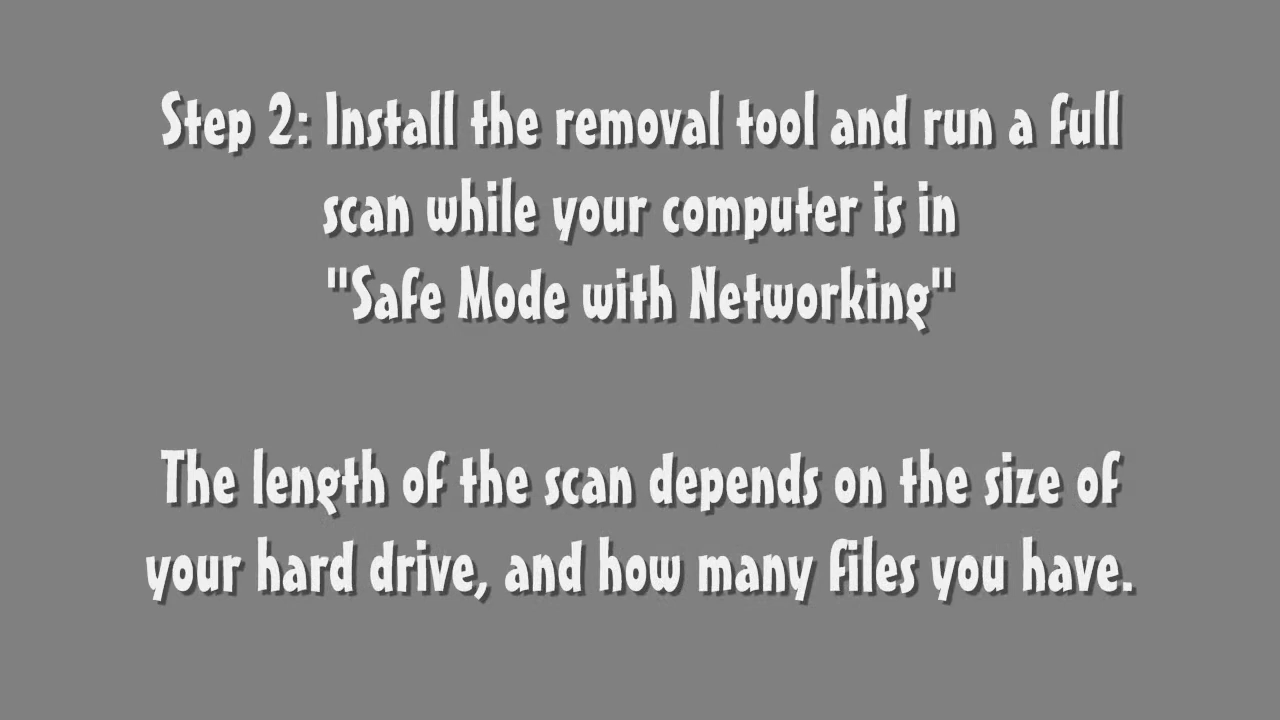 Step 2: Install the removal tool and run a full
scan while your computer is in
"Safe Mode with Networking"
The length of the scan depends on the size of
your hard drive, and how many files you have.